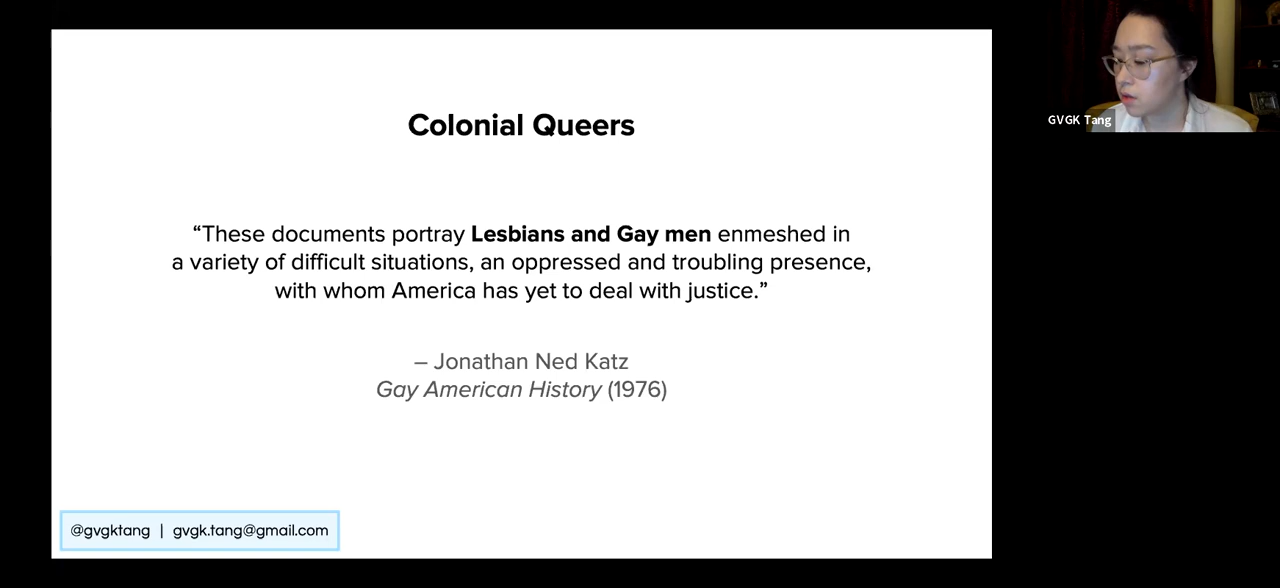 Colonial Queers
“These documents portray Lesbians and Gay men enmeshed in
a variety of difficult situations, an oppressed and troubling presence,
with whom America has yet to deal with justice.”
– Jonathan Ned Katz
Gay American History (1976)
@gvgktang | gvgk.tang@gmail.com
GVGK Tang